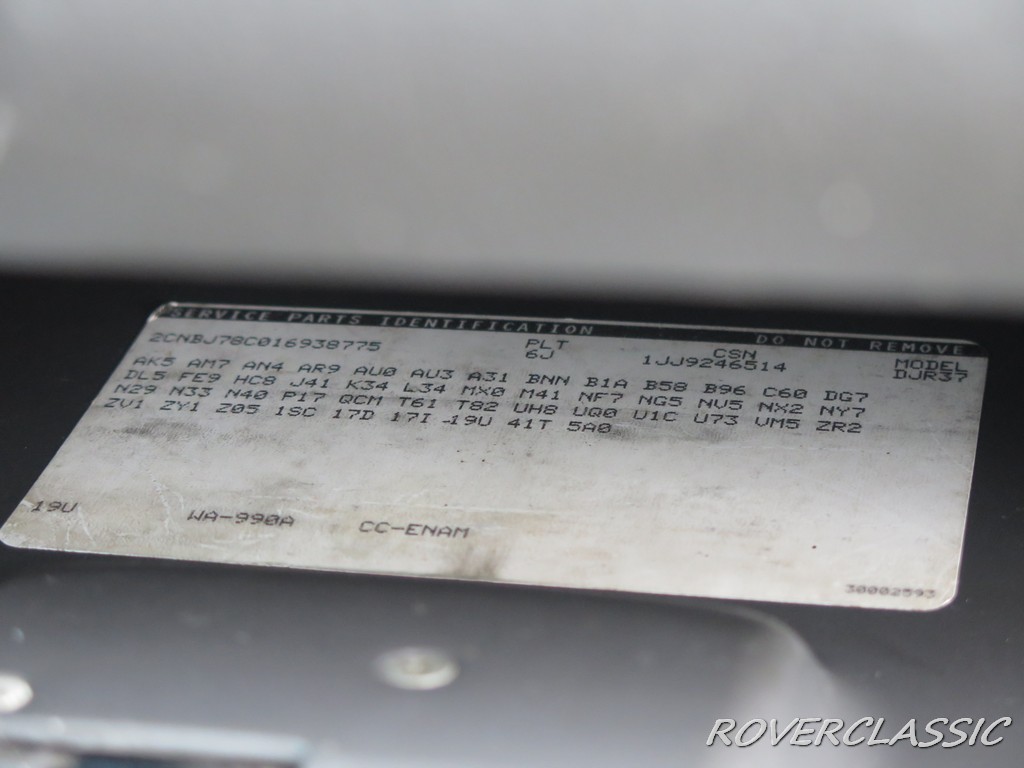 SERVICE PARTS IDENTIFICATION DO NOT REMOVE
2CNBJ78C016938775 PLT 6J CSN 1JJ9246514 MODEL DJR37
AK5 AM7 AN4 AR9 AU0 AU3 A31 BNN B1A B58 B96 C60 DG7
DL5 FE9 HC8 J41 K34 L34 MX0 M41 NF7 NG5 NV5 NX2 NY7
N29 N33 N40 P17 QCM T61 T82 UH8 UQ0 U1C U73 VM5 ZR2
ZV1 ZY1 Z05 1SC 17D 17I 19U 41T 5A0
19U WA-990A CC-ENAM
30002593
ROVERCLASSIC